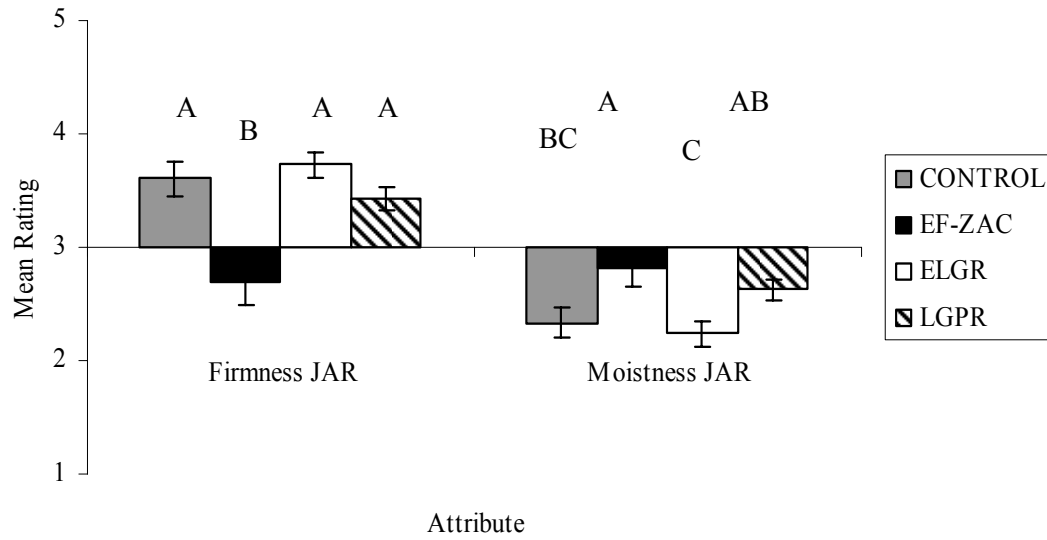 5
4
3
2
1
Mean Rating
A
B
A
A
BC
A
C
AB
Firmness JAR
Moistness JAR
Attribute
CONTROL
EF-ZAC
ELGR
LGPR